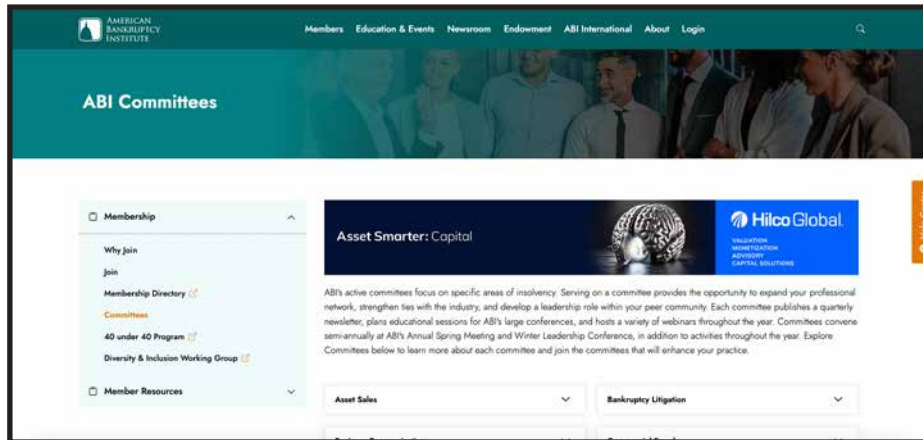 AMERICAN
BANKRUPTCY
INSTITUTE
Members Education & Events Newsroom Endowment ABI International About Login
ABI Committees
Membership
Why Join
Join
Membership Directory
Committees
40 under 40 Program
Diversity & Inclusion Working Group
Member Resources
Asset Smarter: Capital
Hilco Global.
VALUATION
MONETIZATION
ADVISORY
CAPITAL SOLUTIONS
ABI's active committees focus on specific areas of insolvency. Serving on a committee provides the opportunity to expand your professional
network, strengthen ties with the industry, and develop a leadership role within your peer community. Each committee publishes a quarterly
newsletter, plans educational sessions for ABI's large conferences, and hosts a variety of webinars throughout the year. Committees convene
semi-annually at ABI's Annual Spring Meeting and Winter Leadership Conference, in addition to activities throughout the year. Explore
Committees below to learn more about each committee and join the committees that will enhance your practice.
Asset Sales
Bankruptcy Litigation